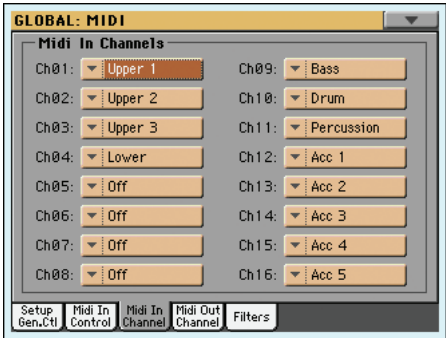 GLOBAL: MIDI
Midi In Channels
Ch01: Upper 1 Ch09: Bass
Ch02: Upper 2 Ch10: Drum
Ch03: Upper 3 Ch11: Percussion
Ch04: Lower Ch12: Acc 1
Ch05: Off Ch13: Acc 2
Ch06: Off Ch14: Acc 3
Ch07: Off Ch15: Acc 4
Ch08: Off Ch16: Acc 5
Setup Midi In Midi In Midi Out Filters
Gen.Ctl Control Channel Channel